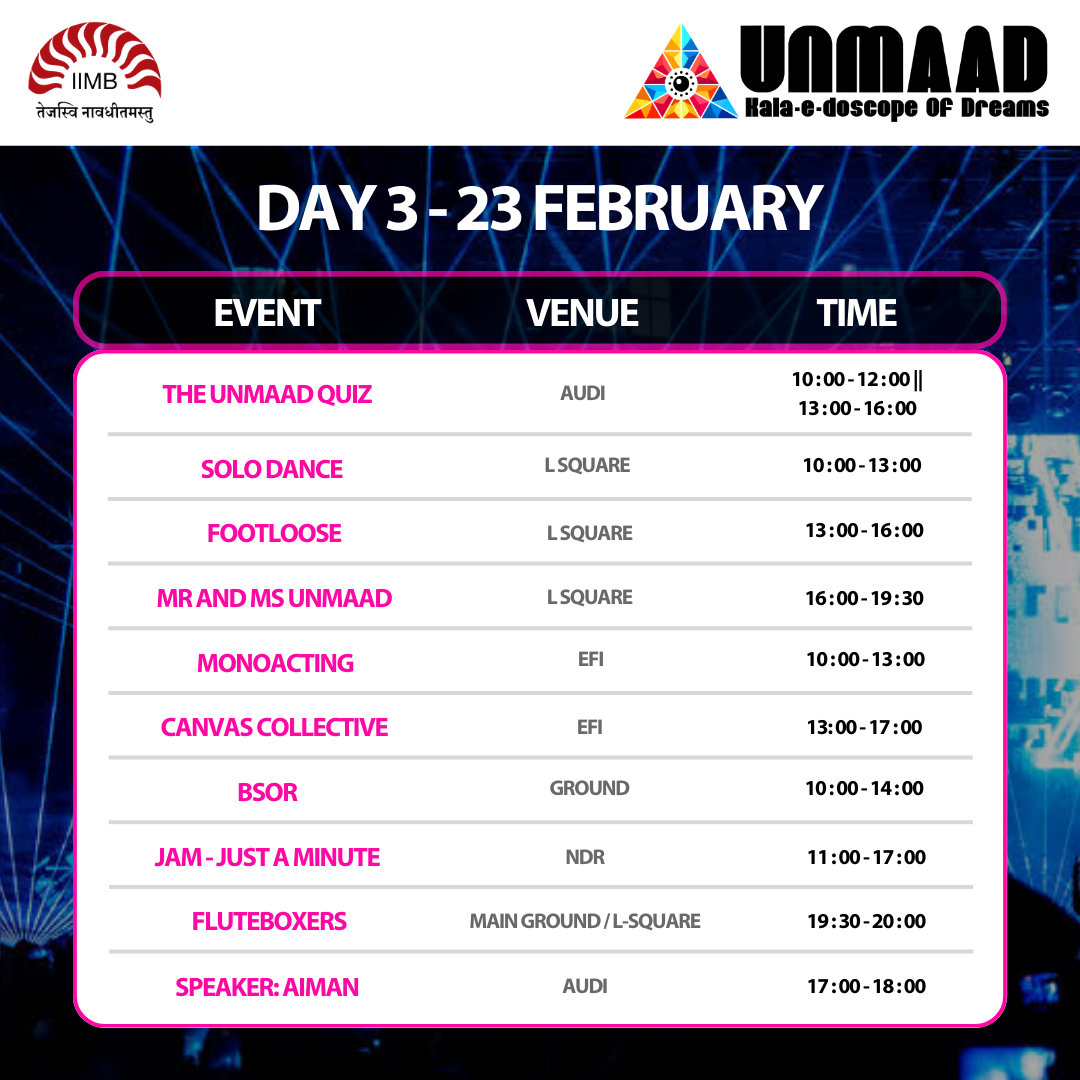 IIMB
तेजस्वि नावधीतमस्तु
UNMAAD
Kala-e-doscope Of Dreams
DAY 3 - 23 FEBRUARY
EVENT VENUE TIME
THE UNMAAD QUIZ AUDI 10:00 - 12:00 ||
13:00 - 16:00
SOLO DANCE L SQUARE 10:00 - 13:00
FOOTLOOSE L SQUARE 13:00 - 16:00
MR AND MS UNMAAD L SQUARE 16:00 - 19:30
MONOACTING EFI 10:00 - 13:00
CANVAS COLLECTIVE EFI 13:00 - 17:00
BSOR GROUND 10:00 - 14:00
JAM - JUST A MINUTE NDR 11:00 - 17:00
FLUTEBOXERS MAIN GROUND / L-SQUARE 19:30 - 20:00
SPEAKER: AIMAN AUDI 17:00 - 18:00